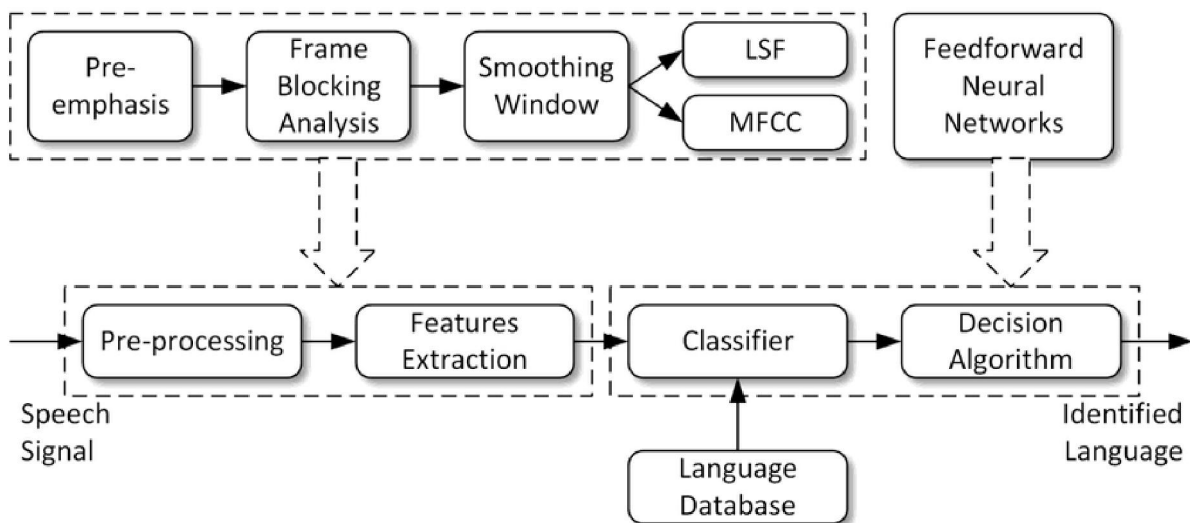 Pre-
emphasis
Frame
Blocking
Analysis
Smoothing
Window
LSF
MFCC
Feedforward
Neural
Networks
Pre-processing
Features
Extraction
Classifier
Decision
Algorithm
Speech
Signal
Identified
Language
Language
Database